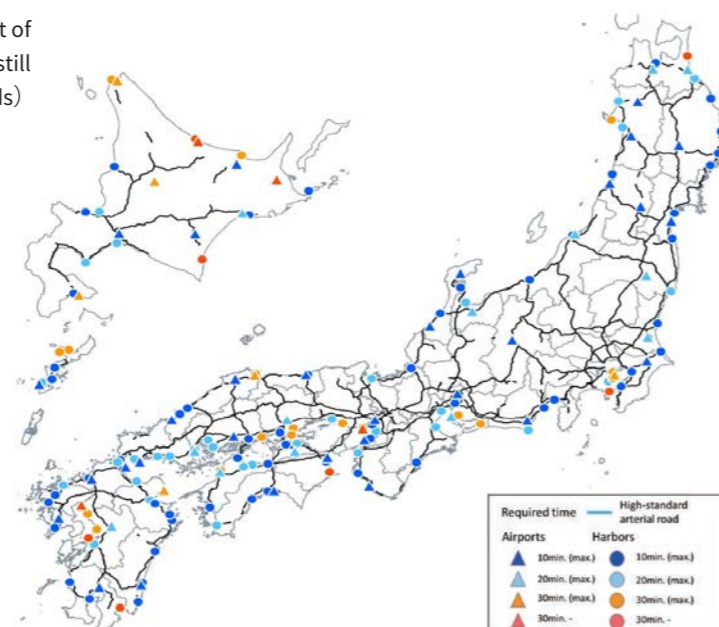 t of
still
ds）
Required time
High-standard
arterial road
Airports
Harbors
10min. (max.)
10min. (max.)
20min. (max.)
20min. (max.)
30min. (max.)
30min. (max.)
30min. -
30min. -